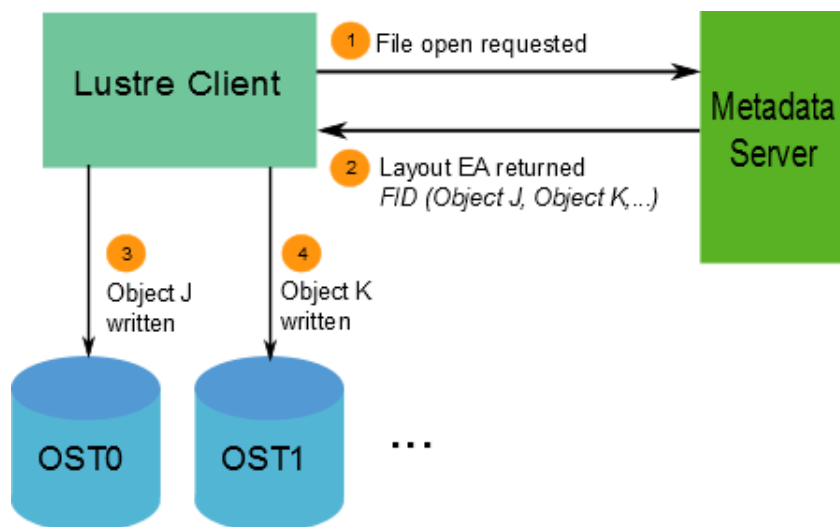 Lustre Client
1 File open requested
Metadata
Server
2 Layout EA returned
FID (Object J, Object K,...)
3
Object J
written
4
Object K
written
OST0
OST1
...